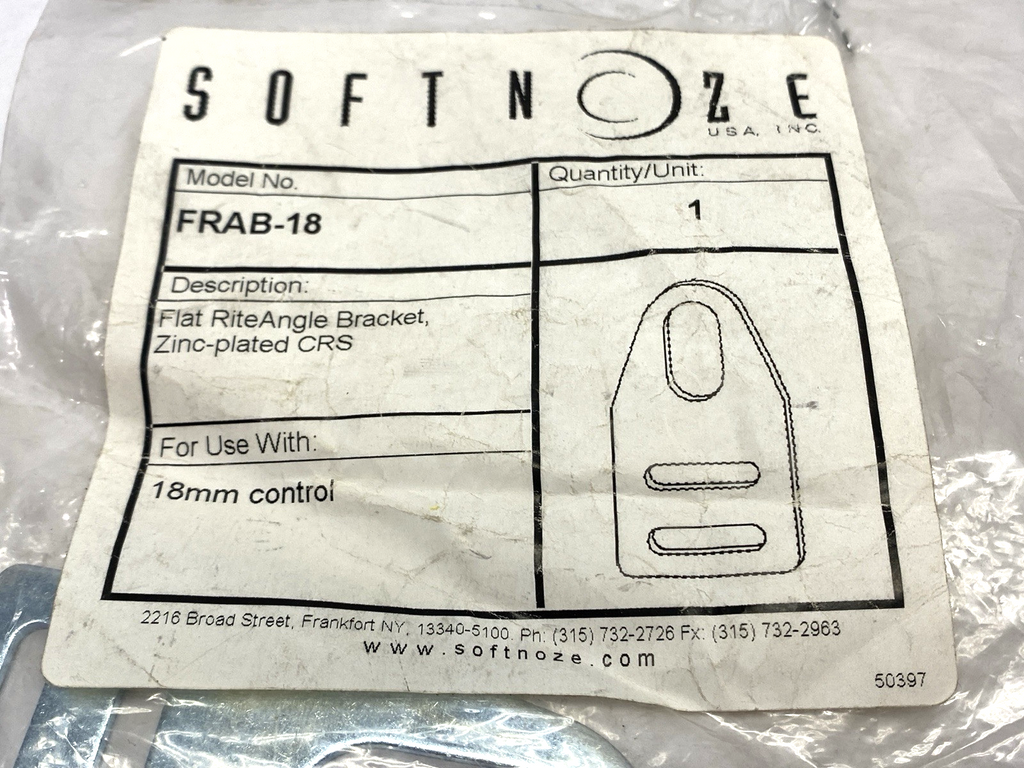 SOFTNOZE
USA, INC.
Model No.
FRAB-18
Quantity/Unit:
1
Description:
Flat RiteAngle Bracket,
Zinc-plated CRS
For Use With:
18mm control
2216 Broad Street, Frankfort NY, 13340-5100 Ph: (315) 732-2726 Fx: (315) 732-2963
www.softnoze.com
50397